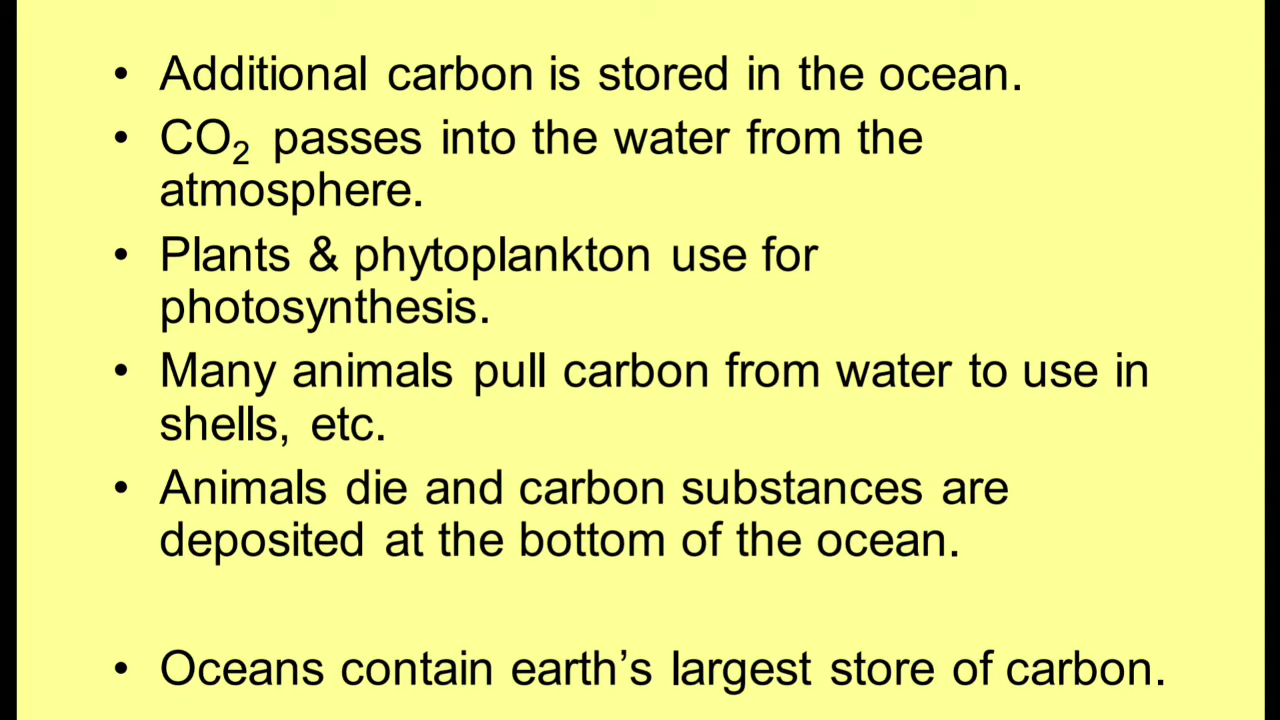 • Additional carbon is stored in the ocean.
• CO₂ passes into the water from the
atmosphere.
• Plants & phytoplankton use for
photosynthesis.
• Many animals pull carbon from water to use in
shells, etc.
• Animals die and carbon substances are
deposited at the bottom of the ocean.
• Oceans contain earth’s largest store of carbon.